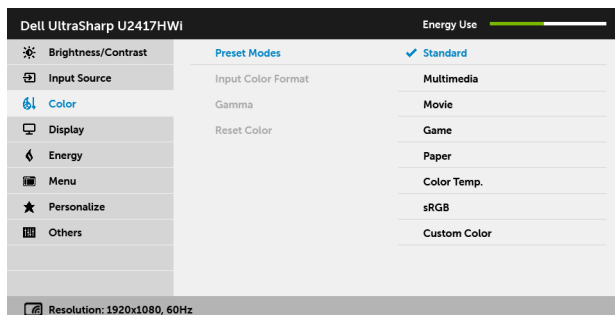 Dell UltraSharp U2417HWi
Energy Use
Brightness/Contrast
Input Source
Color
Display
Energy
Menu
Personalize
Others
Preset Modes
Input Color Format
Gamma
Reset Color
Standard
Multimedia
Movie
Game
Paper
Color Temp.
sRGB
Custom Color
Resolution: 1920x1080, 60Hz